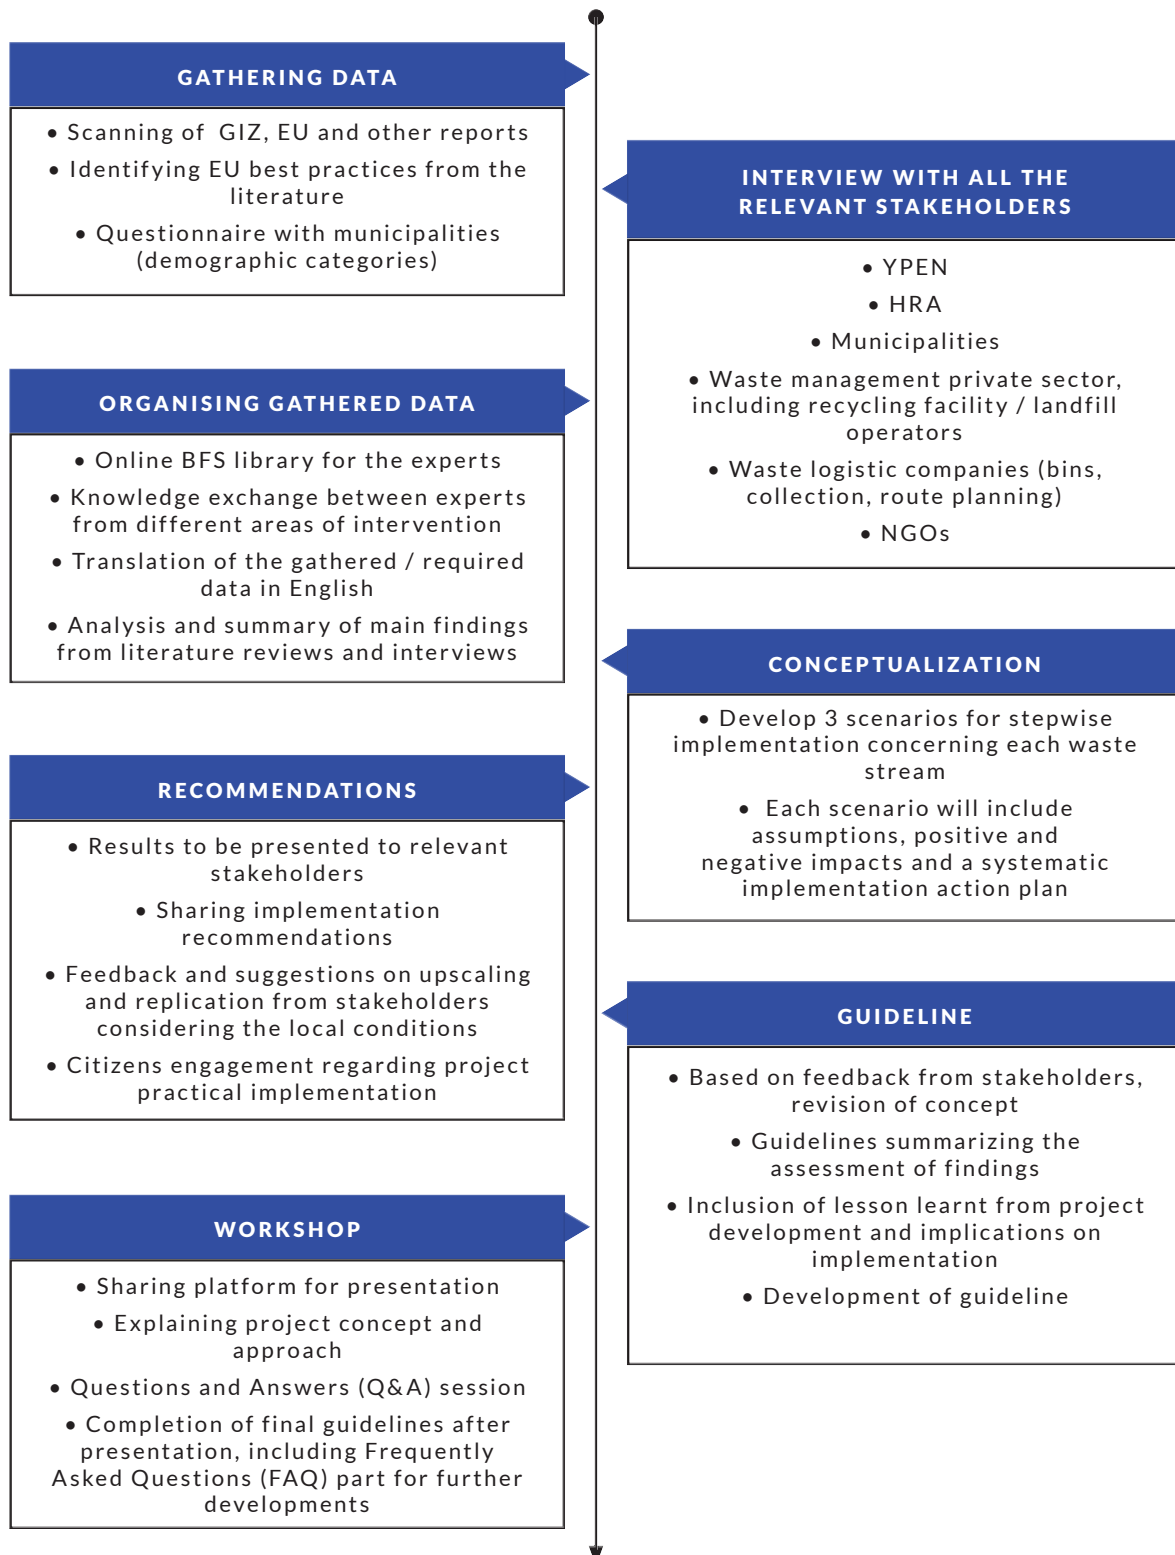 GATHERING DATA
• Scanning of GIZ, EU and other reports
• Identifying EU best practices from the
literature
• Questionnaire with municipalities
(demographic categories)
INTERVIEW WITH ALL THE
RELEVANT STAKEHOLDERS
• YPEN
• HRA
• Municipalities
• Waste management private sector,
including recycling facility / landfill
operators
• Waste logistic companies (bins,
collection, route planning)
• NGOs
ORGANISING GATHERED DATA
• Online BFS library for the experts
• Knowledge exchange between experts
from different areas of intervention
• Translation of the gathered / required
data in English
• Analysis and summary of main findings
from literature reviews and interviews
CONCEPTUALIZATION
• Develop 3 scenarios for stepwise
implementation concerning each waste
stream
• Each scenario will include
assumptions, positive and
negative impacts and a systematic
implementation action plan
RECOMMENDATIONS
• Results to be presented to relevant
stakeholders
• Sharing implementation
recommendations
• Feedback and suggestions on upscaling
and replication from stakeholders
considering the local conditions
• Citizens engagement regarding project
practical implementation
GUIDELINE
• Based on feedback from stakeholders,
revision of concept
• Guidelines summarizing the
assessment of findings
• Inclusion of lesson learnt from project
development and implications on
implementation
• Development of guideline
WORKSHOP
• Sharing platform for presentation
• Explaining project concept and
approach
• Questions and Answers (Q&A) session
• Completion of final guidelines after
presentation, including Frequently
Asked Questions (FAQ) part for further
developments